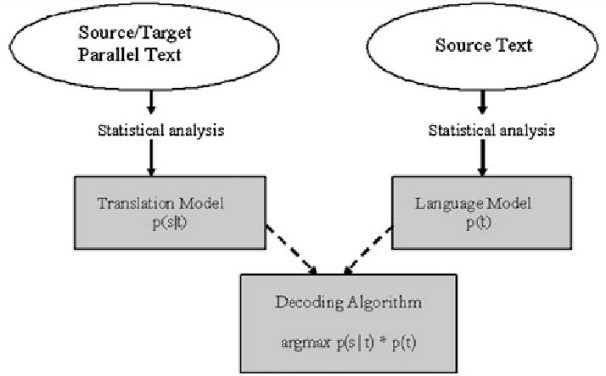 Source/Target
Parallel Text
Source Text
Statistical analysis
Statistical analysis
Translation Model
p(s|t)
Language Model
p(t)
Decoding Algorithm
argmax p(s|t) * p(t)